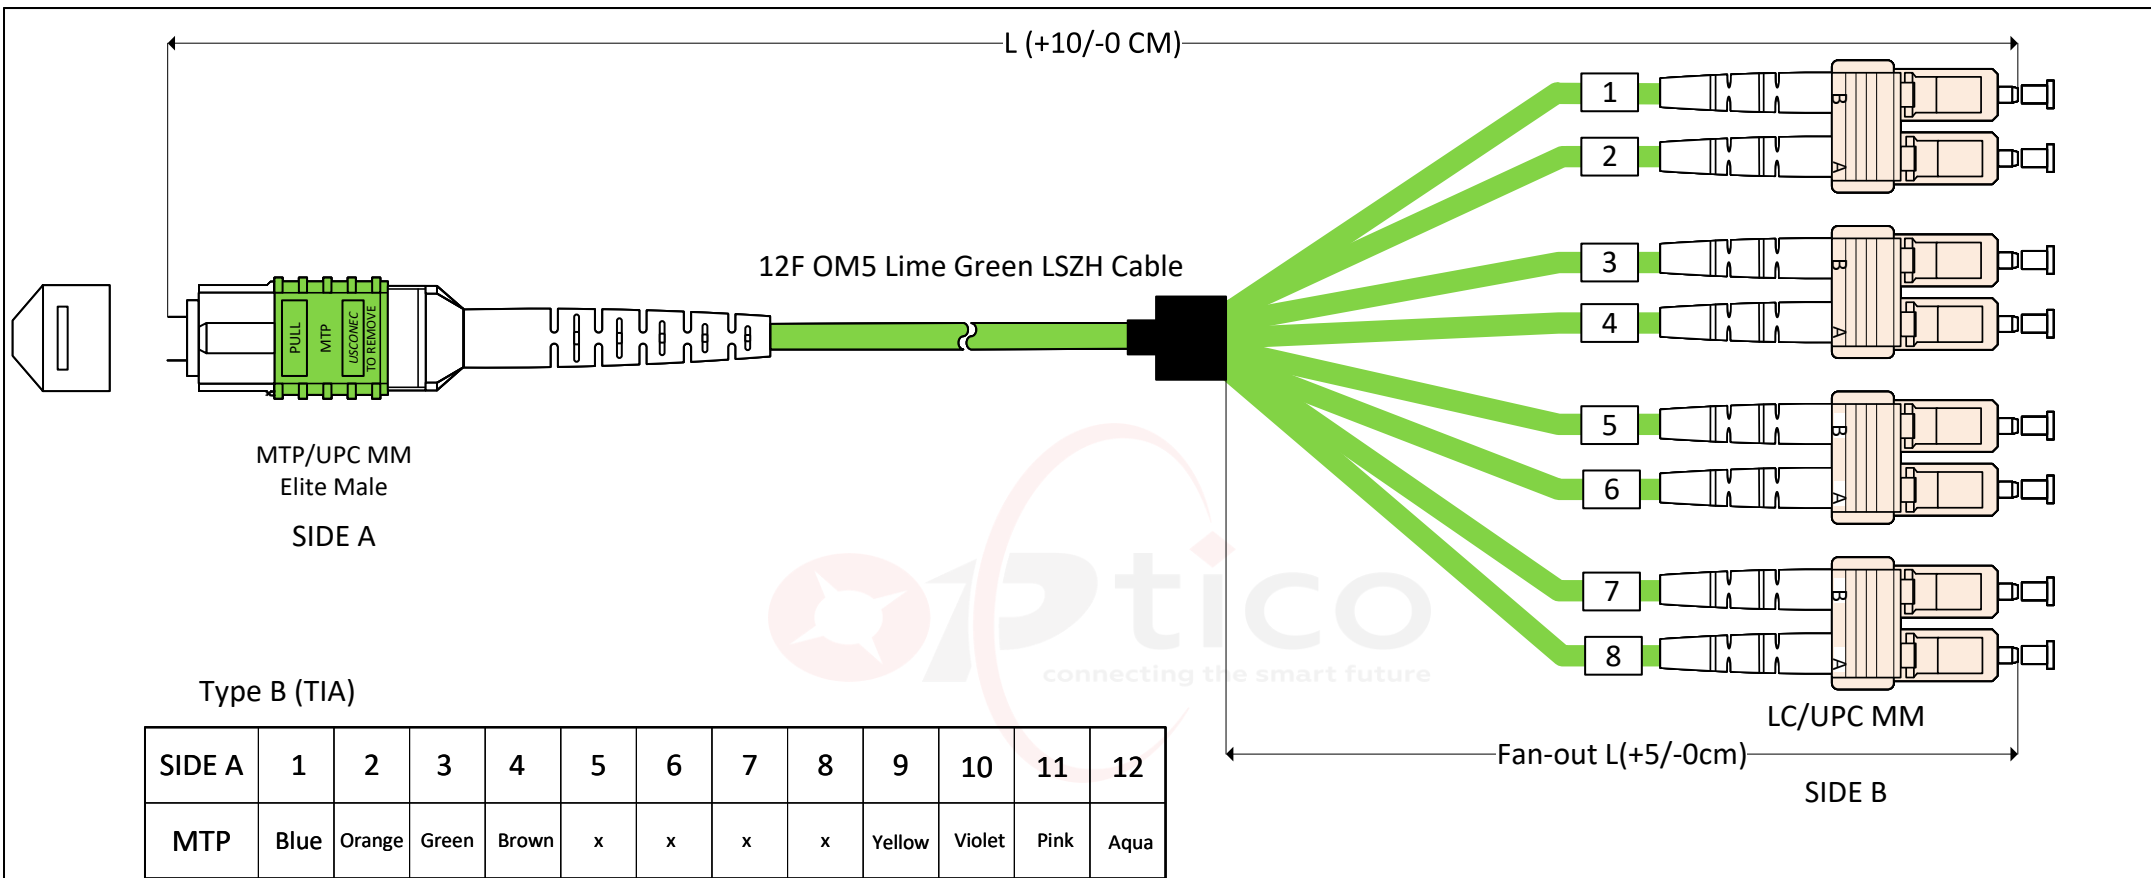 L (+10/-0 CM)
1
B
2
A
12F OM5 Lime Green LSZH Cable
3
B
4
A
PULL
MTP
USCONEC
TO REMOVE
5
B
6
A
MTP/UPC MM
Elite Male
SIDE A
7
B
8
A
OPtico
connecting the smart future
LC/UPC MM
Fan-out L(+5/-0cm)
SIDE B
Type B (TIA)
SIDE A 1 2 3 4 5 6 7 8 9 10 11 12
MTP Blue Orange Green Brown x x x x Yellow Violet Pink Aqua